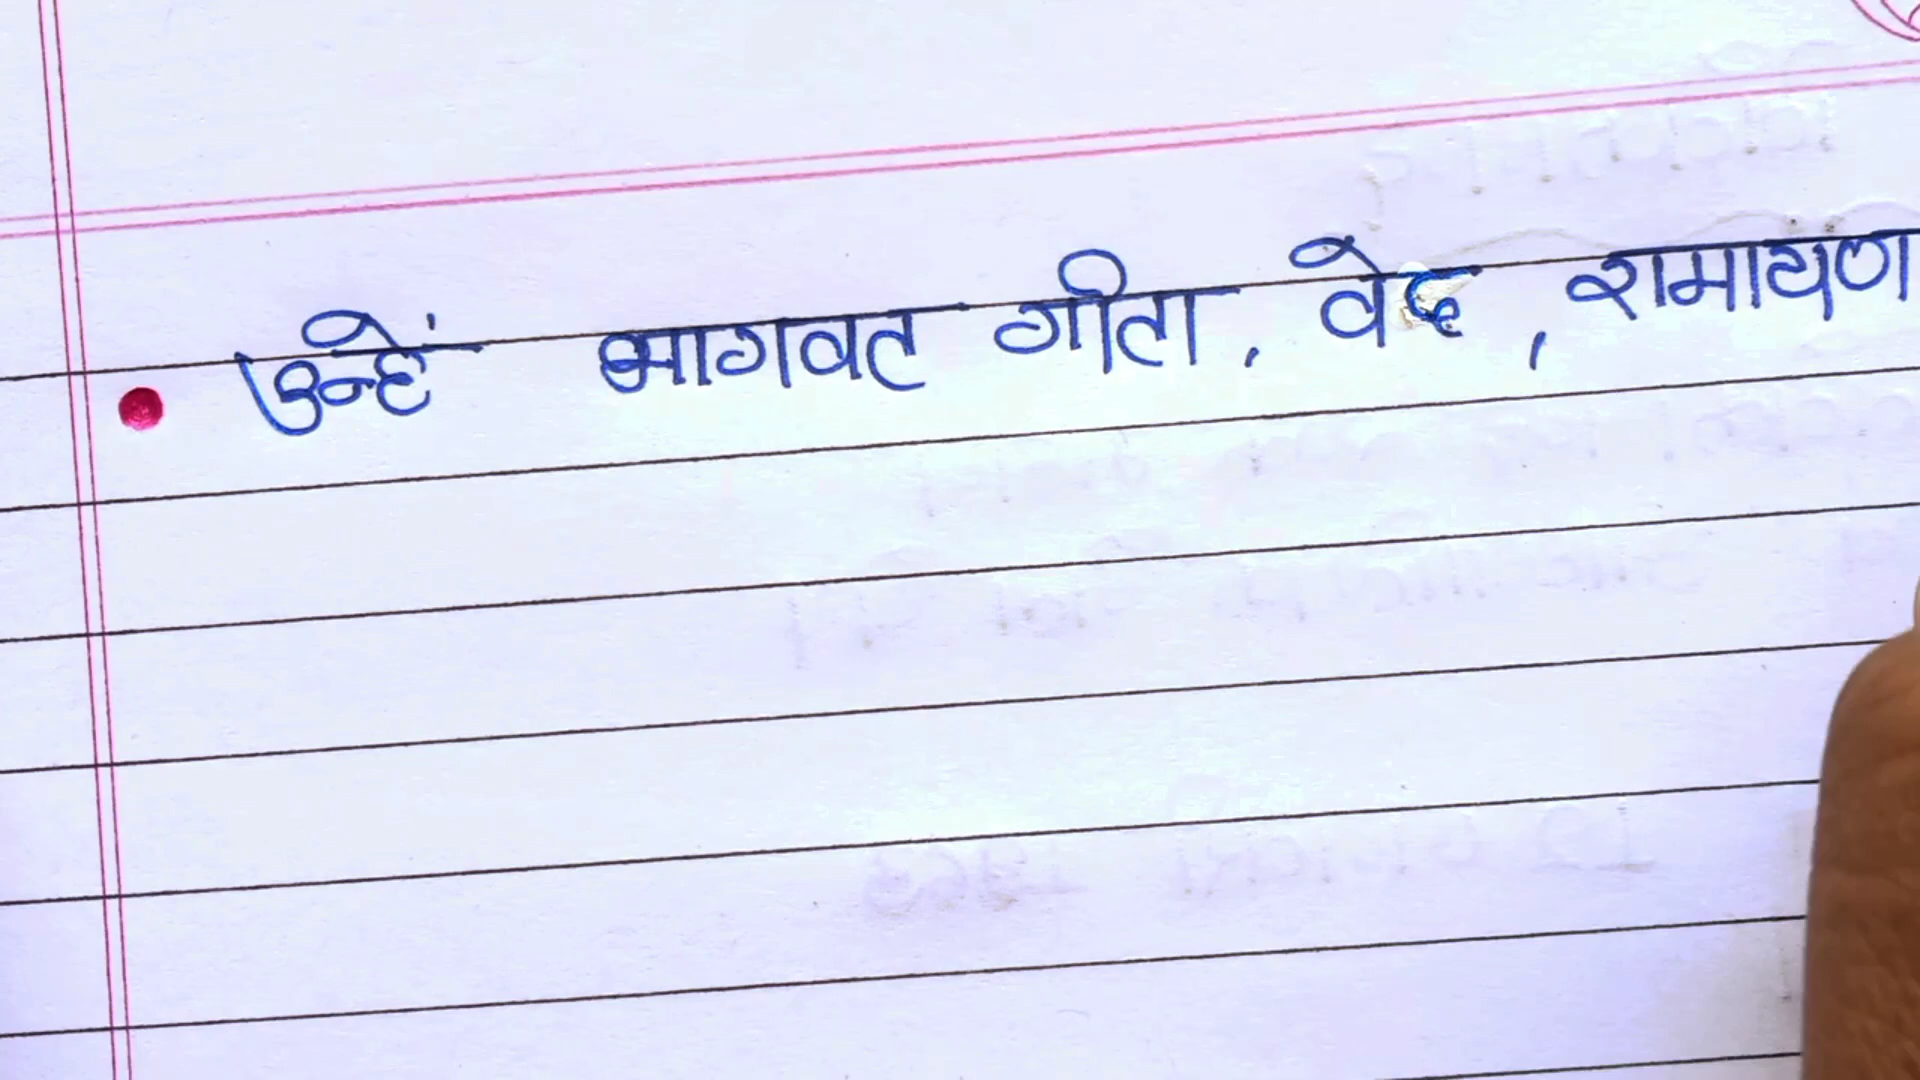 उन्हें भागवत गीता, वेद, रामायण